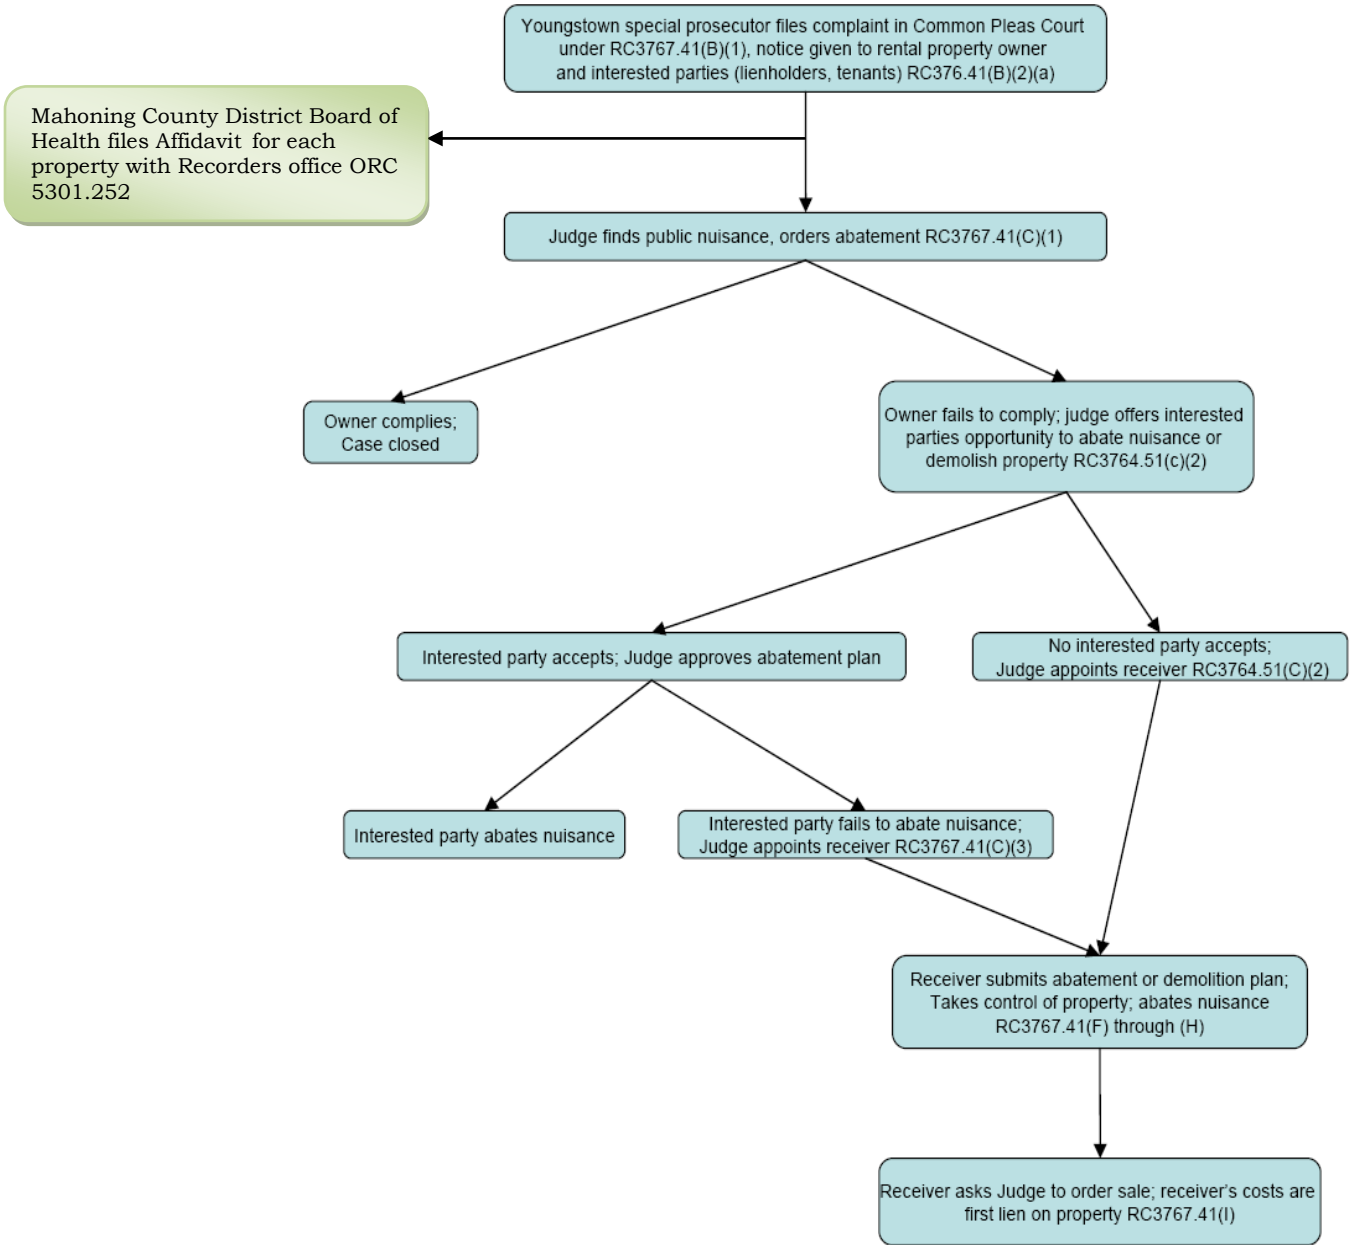 Youngstown special prosecutor files complaint in Common Pleas Court
under RC3767.41(B)(1), notice given to rental property owner
and interested parties (lienholders, tenants) RC376.41(B)(2)(a)
Mahoning County District Board of
Health files Affidavit for each
property with Recorders office ORC
5301.252
Judge finds public nuisance, orders abatement RC3767.41(C)(1)
Owner complies;
Case closed
Owner fails to comply; judge offers interested
parties opportunity to abate nuisance or
demolish property RC3764.51(c)(2)
Interested party accepts; Judge approves abatement plan
No interested party accepts;
Judge appoints receiver RC3764.51(C)(2)
Interested party abates nuisance
Interested party fails to abate nuisance;
Judge appoints receiver RC3767.41(C)(3)
Receiver submits abatement or demolition plan;
Takes control of property; abates nuisance
RC3767.41(F) through (H)
Receiver asks Judge to order sale; receiver's costs are
first lien on property RC3767.41(I)